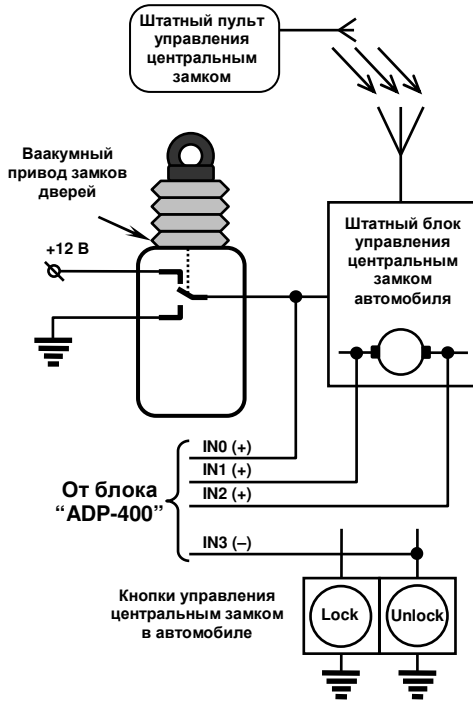 Штатный пульт
управления
центральным
замком
Ваакумный
привод замков
дверей
+12 В
Штатный блок
управления
центральным
замком
автомобиля
IN0 (+)
IN1 (+)
IN2 (+)
От блока
“ADP-400”
IN3 (–)
Кнопки управления
центральным замком
в автомобиле
Lock
Unlock